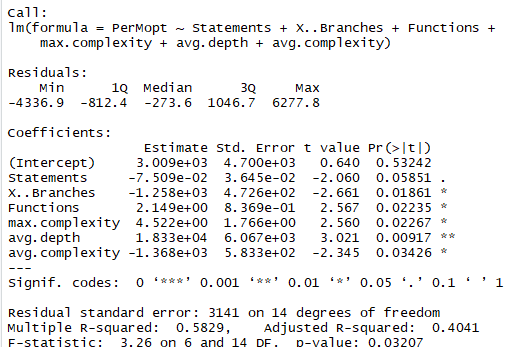 Call:
lm(formula = PerMopt ~ Statements + X..Branches + Functions +
    max.complexity + avg.depth + avg.complexity)
Residuals:
    Min      1Q  Median      3Q     Max
-4336.9  -812.4  -273.6  1046.7  6277.8
Coefficients:
                 Estimate Std. Error t value Pr(>|t|)
(Intercept)     3.009e+03  4.700e+03   0.640  0.53242
Statements     -7.509e-02  3.645e-02  -2.060  0.05851 .
X..Branches    -1.258e+03  4.726e+02  -2.661  0.01861 *
Functions       2.149e+00  8.369e-01   2.567  0.02235 *
max.complexity  4.522e+00  1.766e+00   2.560  0.02267 *
avg.depth       1.833e+04  6.067e+03   3.021  0.00917 **
avg.complexity -1.368e+03  5.833e+02  -2.345  0.03426 *
---
Signif. codes:  0 ‘***’ 0.001 ‘**’ 0.01 ‘*’ 0.05 ‘.’ 0.1 ‘ ’ 1
Residual standard error: 3141 on 14 degrees of freedom
Multiple R-squared:  0.5829,    Adjusted R-squared:  0.4041
F-statistic:  3.26 on 6 and 14 DF,  p-value: 0.03207